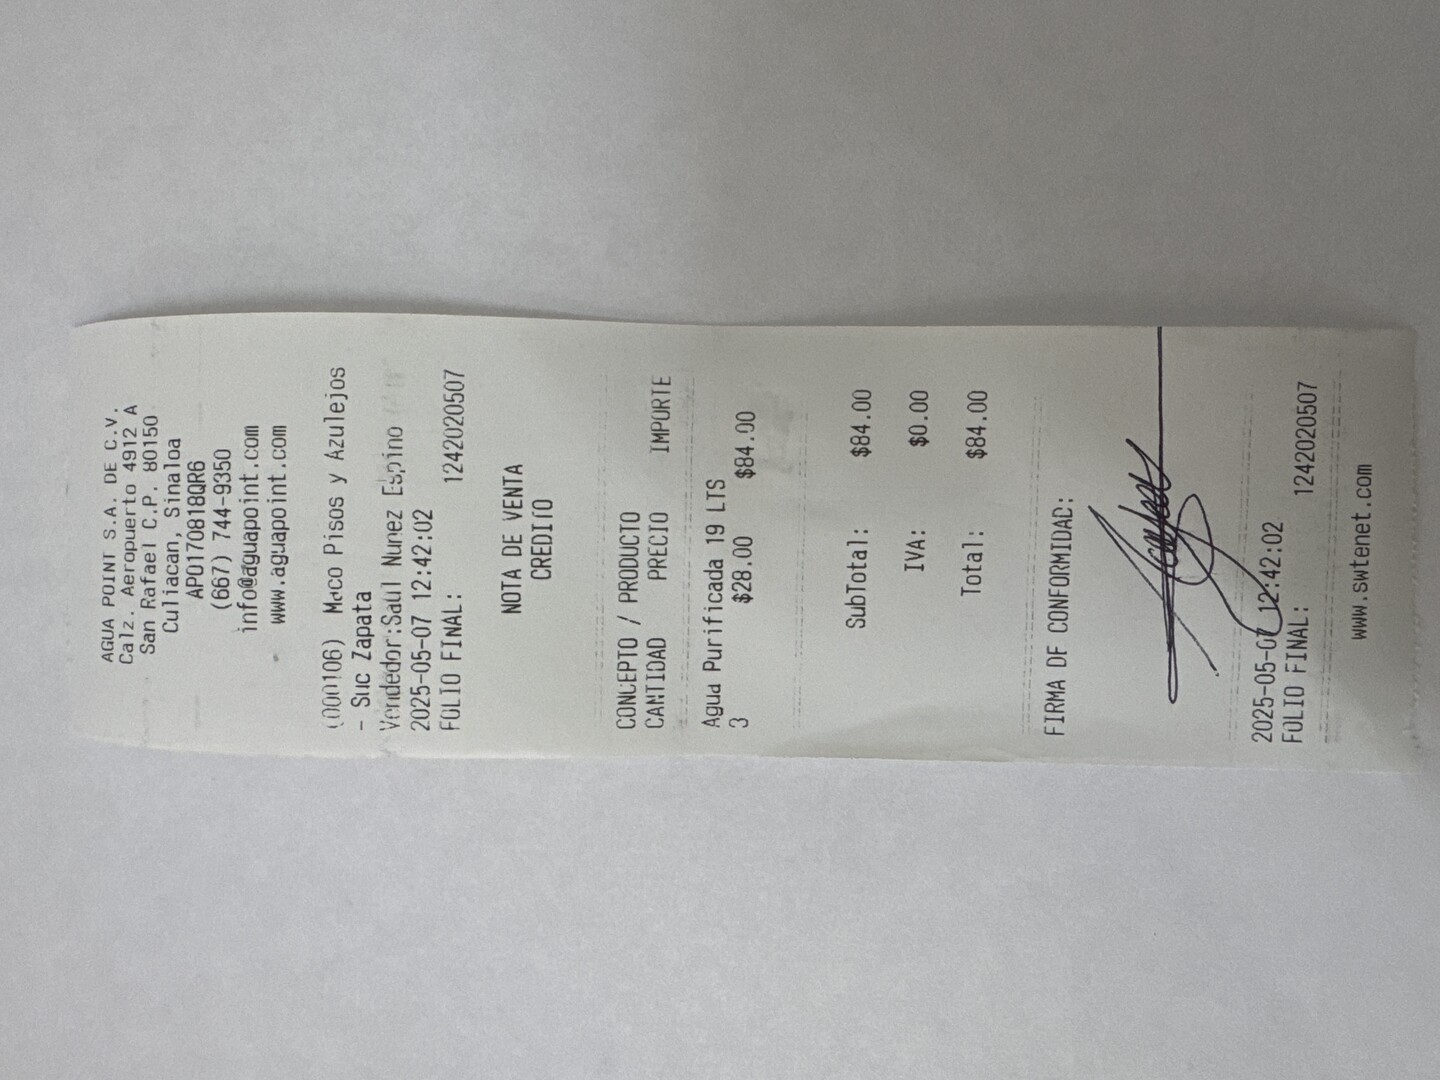 AGUA POINT S.A. DE C.V.
Calz. Aeropuerto 4912 A
San Rafael C.P. 80150
Culiacan, Sinaloa
APO170818QR6
(667) 744-9350
info@aguapoint.com
www.aguapoint.com
(000106) Meco Pisos y Azulejos
- Suc Zapata
Vendedor:Saul Nunez Espino
2025-05-07 12:42:02
FOLIO FINAL: 1242020507
NOTA DE VENTA
CREDITO
CONCEPTO / PRODUCTO
CANTIDAD PRECIO IMPORTE
Agua Purificada 19 LTS
3 $28.00 $84.00
SubTotal: $84.00
IVA: $0.00
Total: $84.00
FIRMA DE CONFORMIDAD:
2025-05-07 12:42:02
FOLIO FINAL: 1242020507
www.swtenet.com